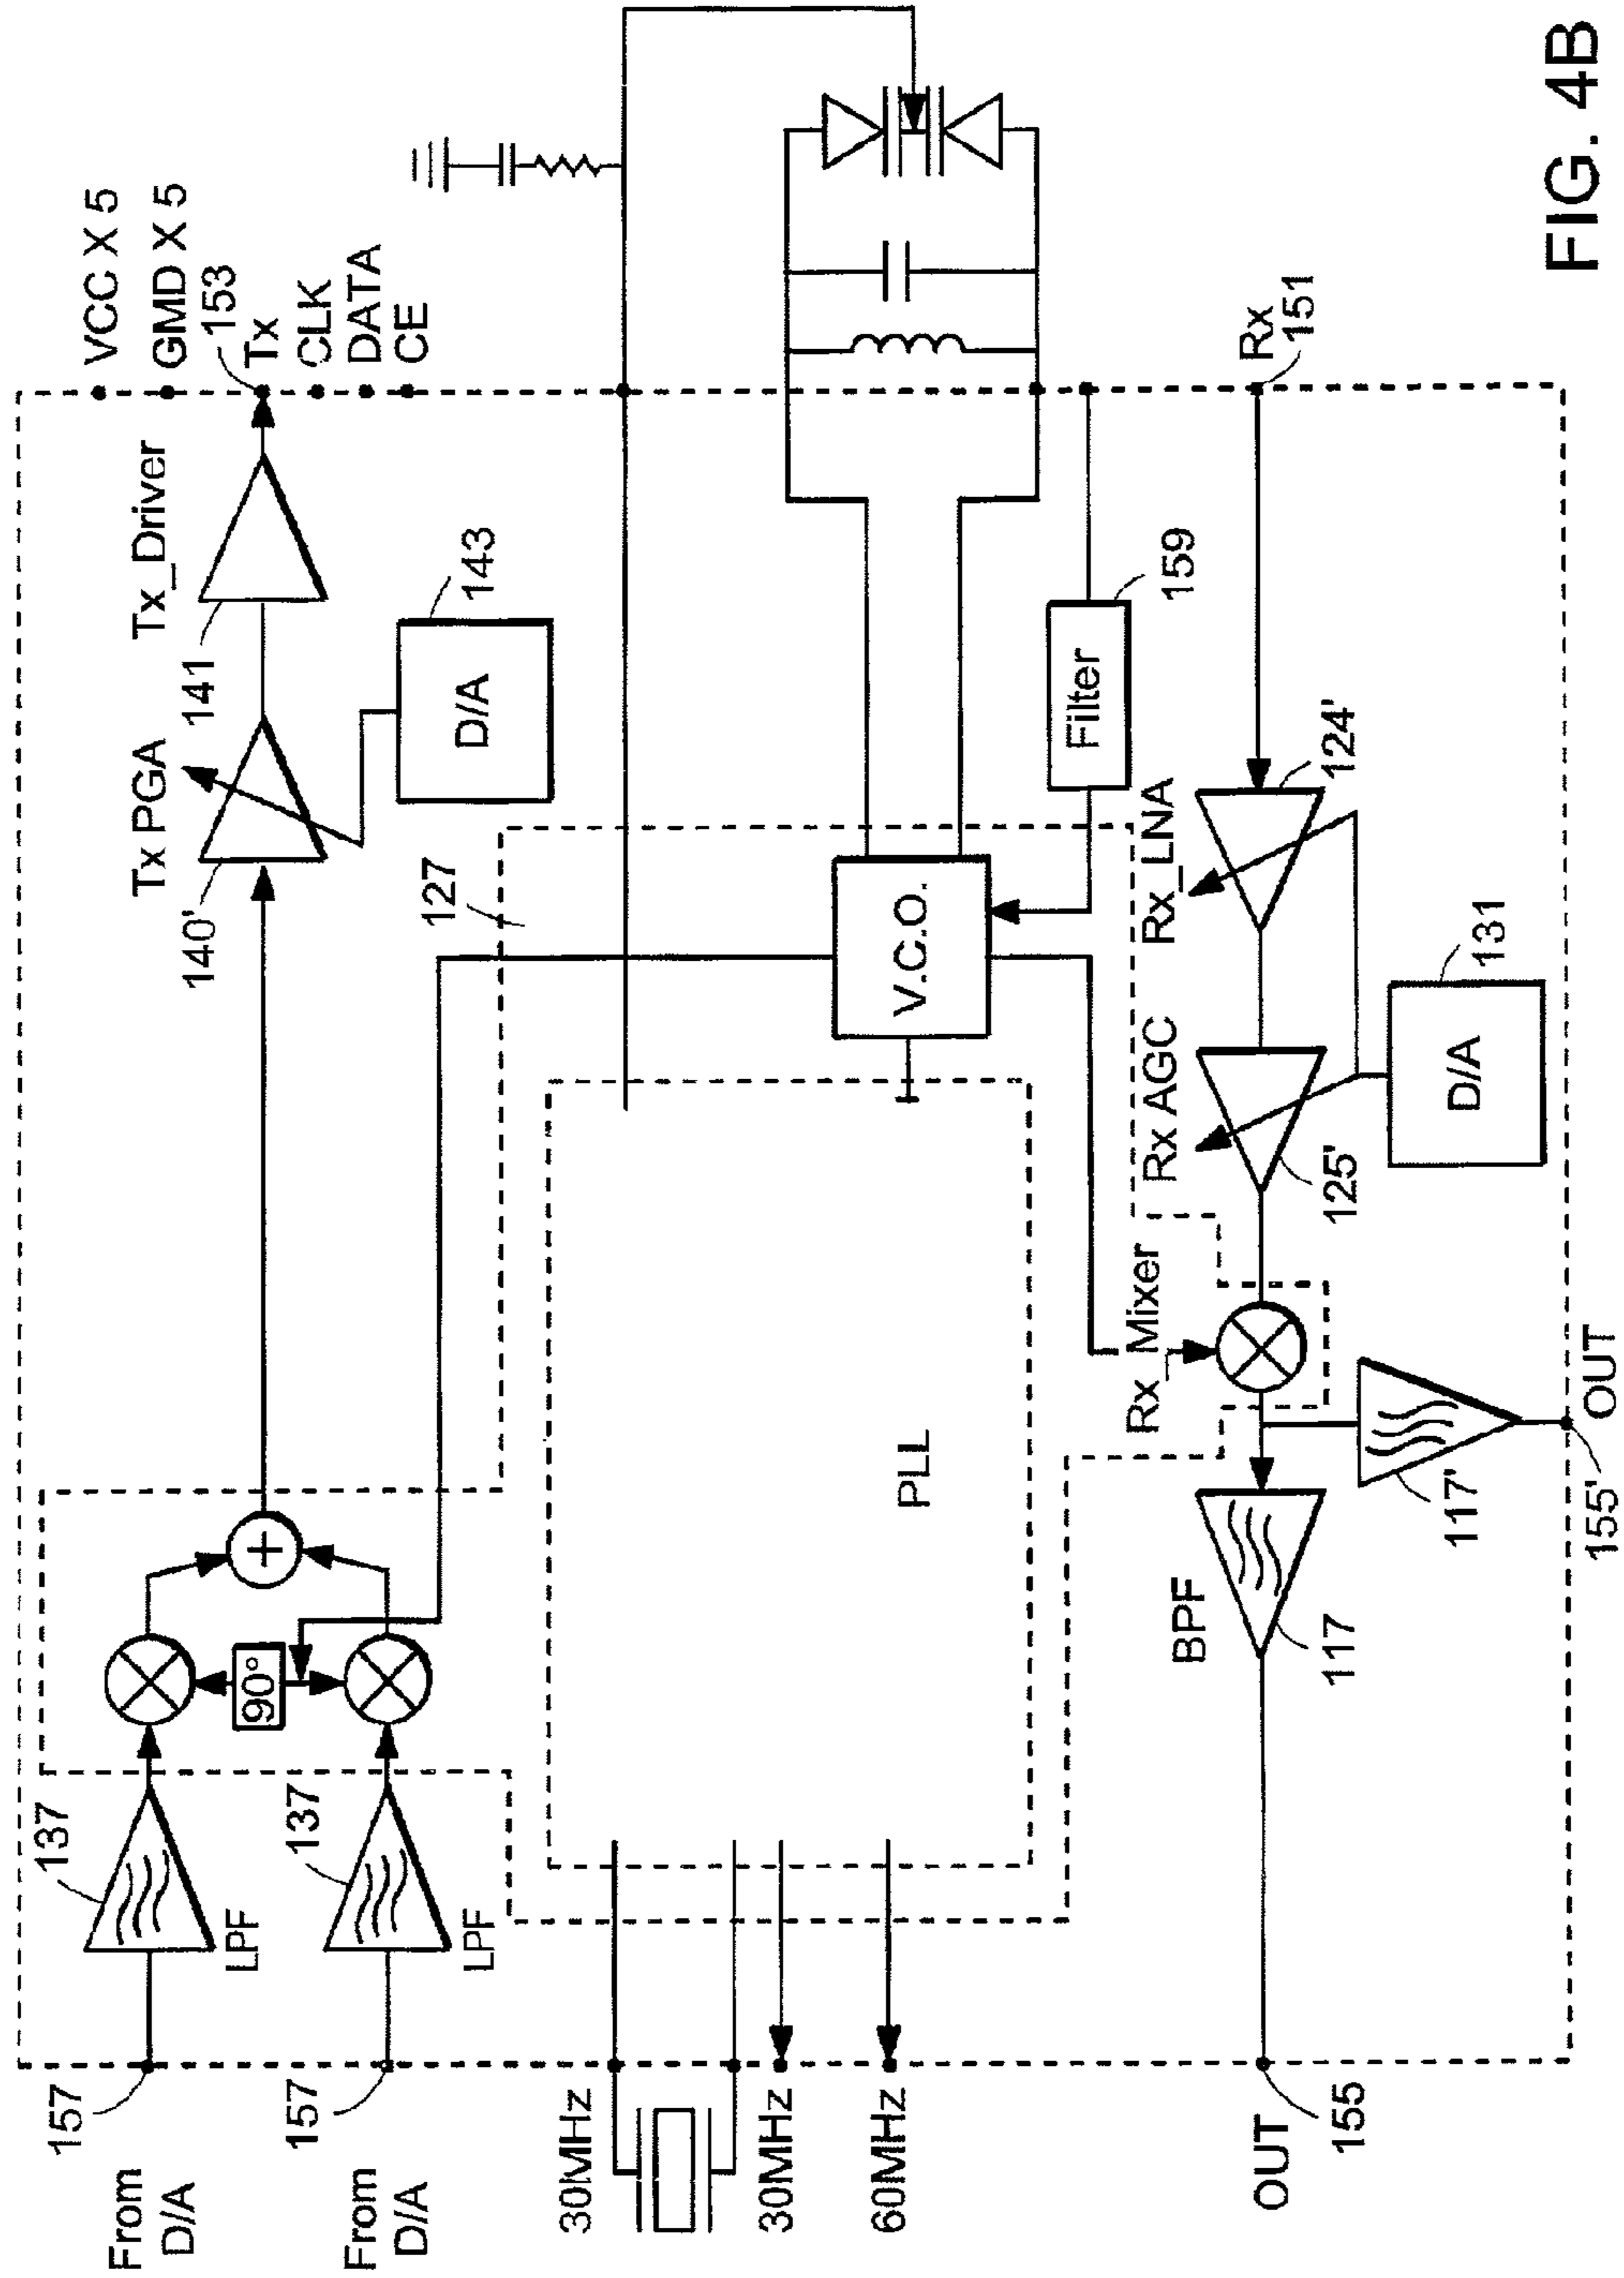 VCC X 5
GMD X 5
153
Tx
CLK
DATA
CE
Tx_Driver
141
Tx PGA
140'
143
D/A
127
137
LPF
137
LPF
90°
+
157
From
D/A
157
From
D/A
30MHz
30MHz
60MHz
PLL
V.C.O.
Filter
159
Rx
151
Rx_LNA
124'
Rx AGC
125'
131
D/A
Rx_Mixer
BPF
117
117'
OUT
155'
OUT
155
FIG. 4B